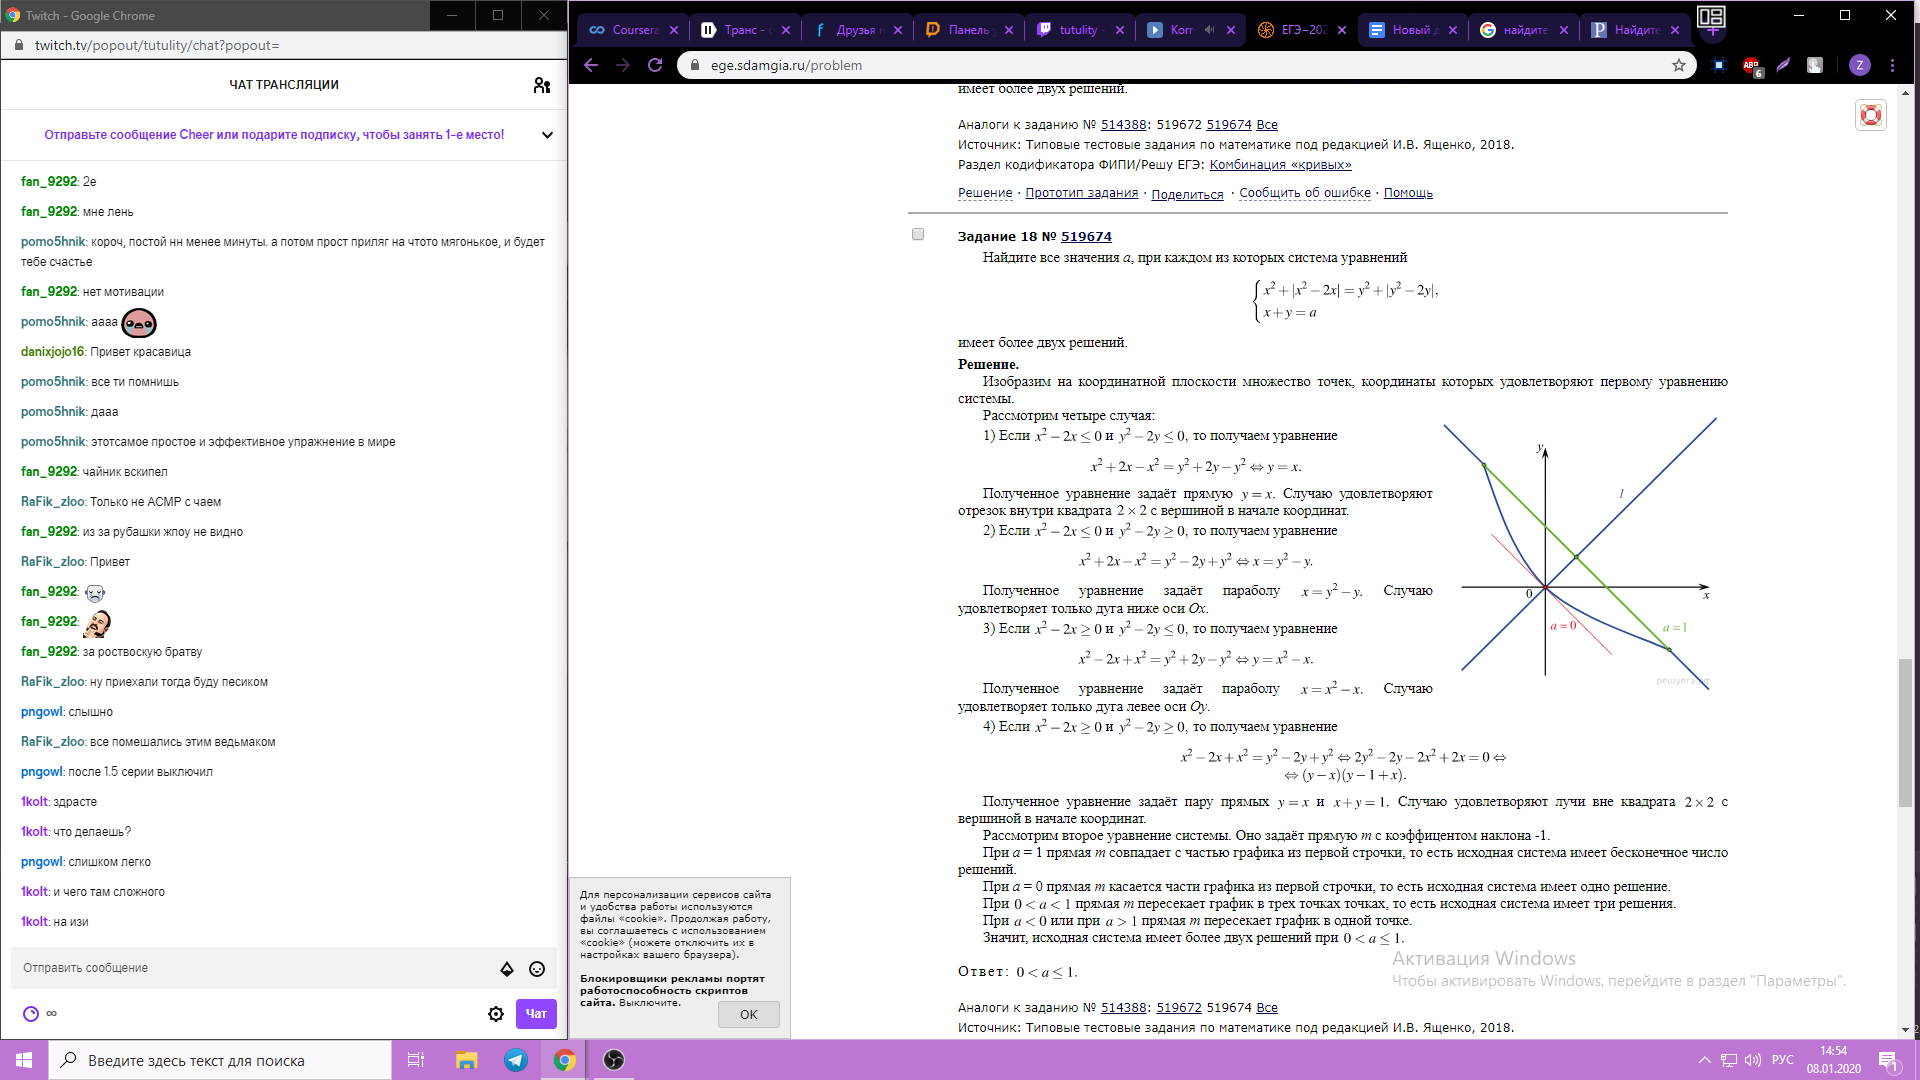 Twitch - Google Chrome
twitch.tv/popout/tutulity/chat?popout=
ЧАТ ТРАНСЛЯЦИИ
Отправьте сообщение Cheer или подарите подписку, чтобы занять 1-е место!
fan_9292: 2е
fan_9292: мне лень
pomo5hnik: короч, постой нн менее минуты. а потом прост приляг на чтото мягонькое, и будет
тебе счастье
fan_9292: нет мотивации
pomo5hnik: аааа
danixjojo16: Привет красавица
pomo5hnik: все ти помнишь
pomo5hnik: дааа
pomo5hnik: этотсамое простое и эффективное упражнение в мире
fan_9292: чайник вскипел
RaFik_zloo: Только не АСМР с чаем
fan_9292: из за рубашки жпоу не видно
RaFik_zloo: Привет
fan_9292:
fan_9292:
fan_9292: за роствоскую братву
RaFik_zloo: ну приехали тогда буду песиком
pngowl: слышно
RaFik_zloo: все помешались этим ведьмаком
pngowl: после 1.5 серии выключил
1kolt: здрасте
1kolt: что делаешь?
pngowl: слишком легко
1kolt: и чего там сложного
1kolt: на изи
Отправить сообщение
∞
Чат
Coursera
Транс - с
Друзья н
Панель у
tutulity -
Кот-
ЕГЭ–202
Новый д
найдите
Найдите
ege.sdamgia.ru/problem
ABP
6
Z
имеет более двух решений.
Аналоги к заданию № 514388: 519672 519674 Все
Источник: Типовые тестовые задания по математике под редакцией И.В. Ященко, 2018.
Раздел кодификатора ФИПИ/Решу ЕГЭ: Комбинация «кривых»
Решение · Прототип задания · Поделиться · Сообщить об ошибке · Помощь
Задание 18 № 519674
Найдите все значения a, при каждом из которых система уравнений
x² + |x² − 2x| = y² + |y² − 2y|,
x + y = a
имеет более двух решений.
Решение.
Изобразим на координатной плоскости множество точек, координаты которых удовлетворяют первому уравнению
системы.
Рассмотрим четыре случая:
1) Если x² − 2x ≤ 0 и y² − 2y ≤ 0, то получаем уравнение
x² + 2x − x² = y² + 2y − y² ⇔ y = x.
Полученное уравнение задаёт прямую y = x. Случаю удовлетворяют
отрезок внутри квадрата 2 × 2 с вершиной в начале координат.
2) Если x² − 2x ≤ 0 и y² − 2y ≥ 0, то получаем уравнение
x² + 2x − x² = y² − 2y + y² ⇔ x = y² − y.
Полученное уравнение задаёт параболу x = y² − y. Случаю
удовлетворяет только дуга ниже оси Ox.
3) Если x² − 2x ≥ 0 и y² − 2y ≤ 0, то получаем уравнение
x² − 2x + x² = y² + 2y − y² ⇔ y = x² − x.
Полученное уравнение задаёт параболу x = x² − x. Случаю
удовлетворяет только дуга левее оси Oy.
4) Если x² − 2x ≥ 0 и y² − 2y ≥ 0, то получаем уравнение
x² − 2x + x² = y² − 2y + y² ⇔ 2y² − 2y − 2x² + 2x = 0 ⇔
⇔ (y − x)(y − 1 + x).
y
l
0
x
a = 0
a = 1
решуегэ.рф
Полученное уравнение задаёт пару прямых y = x и x + y = 1. Случаю удовлетворяют лучи вне квадрата 2 × 2 с
вершиной в начале координат.
Рассмотрим второе уравнение системы. Оно задаёт прямую m с коэффицентом наклона -1.
При a = 1 прямая m совпадает с частью графика из первой строчки, то есть исходная система имеет бесконечное число
решений.
При a = 0 прямая m касается части графика из первой строчки, то есть исходная система имеет одно решение.
При 0 < a < 1 прямая m пересекает график в трех точках точках, то есть исходная система имеет три решения.
При a < 0 или при a > 1 прямая m пересекает график в одной точке.
Значит, исходная система имеет более двух решений при 0 < a ≤ 1.
Ответ: 0 < a ≤ 1.
Аналоги к заданию № 514388: 519672 519674 Все
Источник: Типовые тестовые задания по математике под редакцией И.В. Ященко, 2018.
Для персонализации сервисов сайта
и удобства работы используются
файлы «cookie». Продолжая работу,
вы соглашаетесь с использованием
«cookie» (можете отключить их в
настройках вашего браузера).
Блокировщики рекламы портят
работоспособность скриптов
сайта. Выключите.
OK
Активация Windows
Чтобы активировать Windows, перейдите в раздел "Параметры".
Введите здесь текст для поиска
РУС
14:54
08.01.2020
1